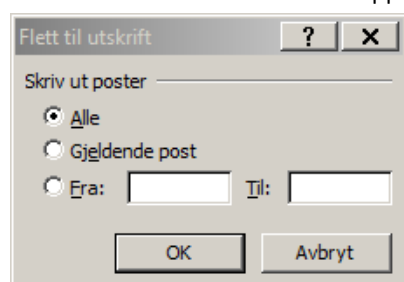 Flett til utskrift ? X
Skriv ut poster
Alle
Gjeldende post
Fra: Til:
OK Avbryt